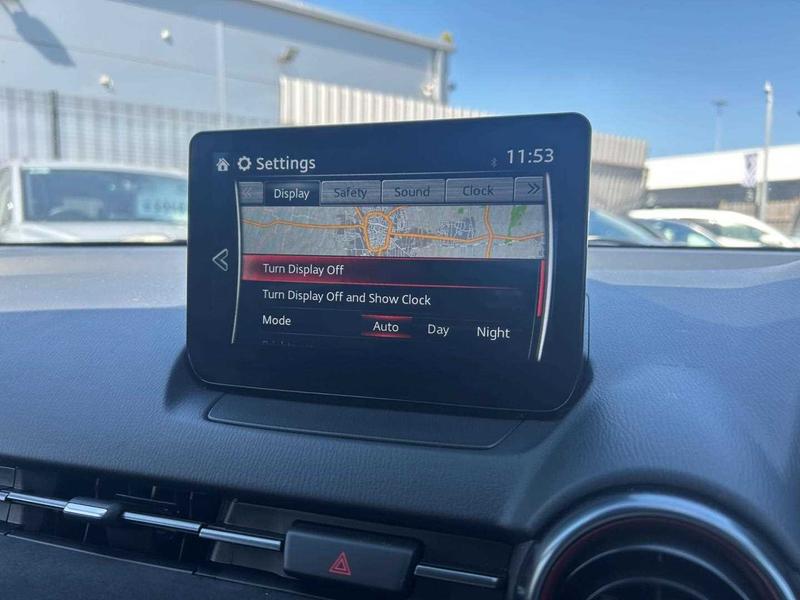 Settings
11:53
Display Safety Sound Clock
Turn Display Off
Turn Display Off and Show Clock
Mode Auto Day Night